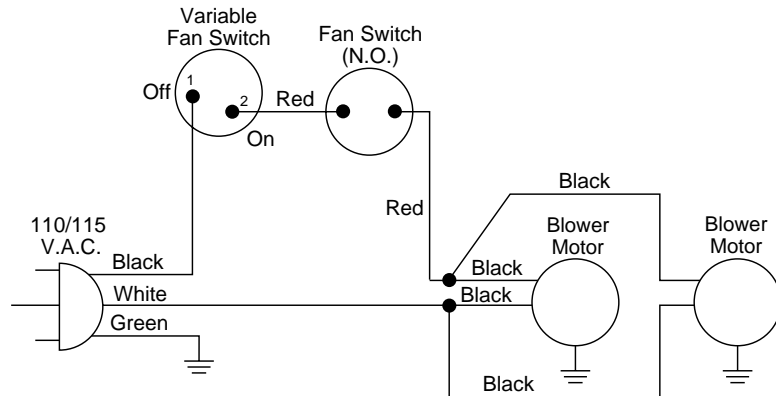 Variable
Fan Switch
Fan Switch
(N.O.)
Off
1
2
On
Red
Red
Black
110/115
V.A.C.
Blower
Motor
Blower
Motor
Black
Black
White
Black
Green
Black